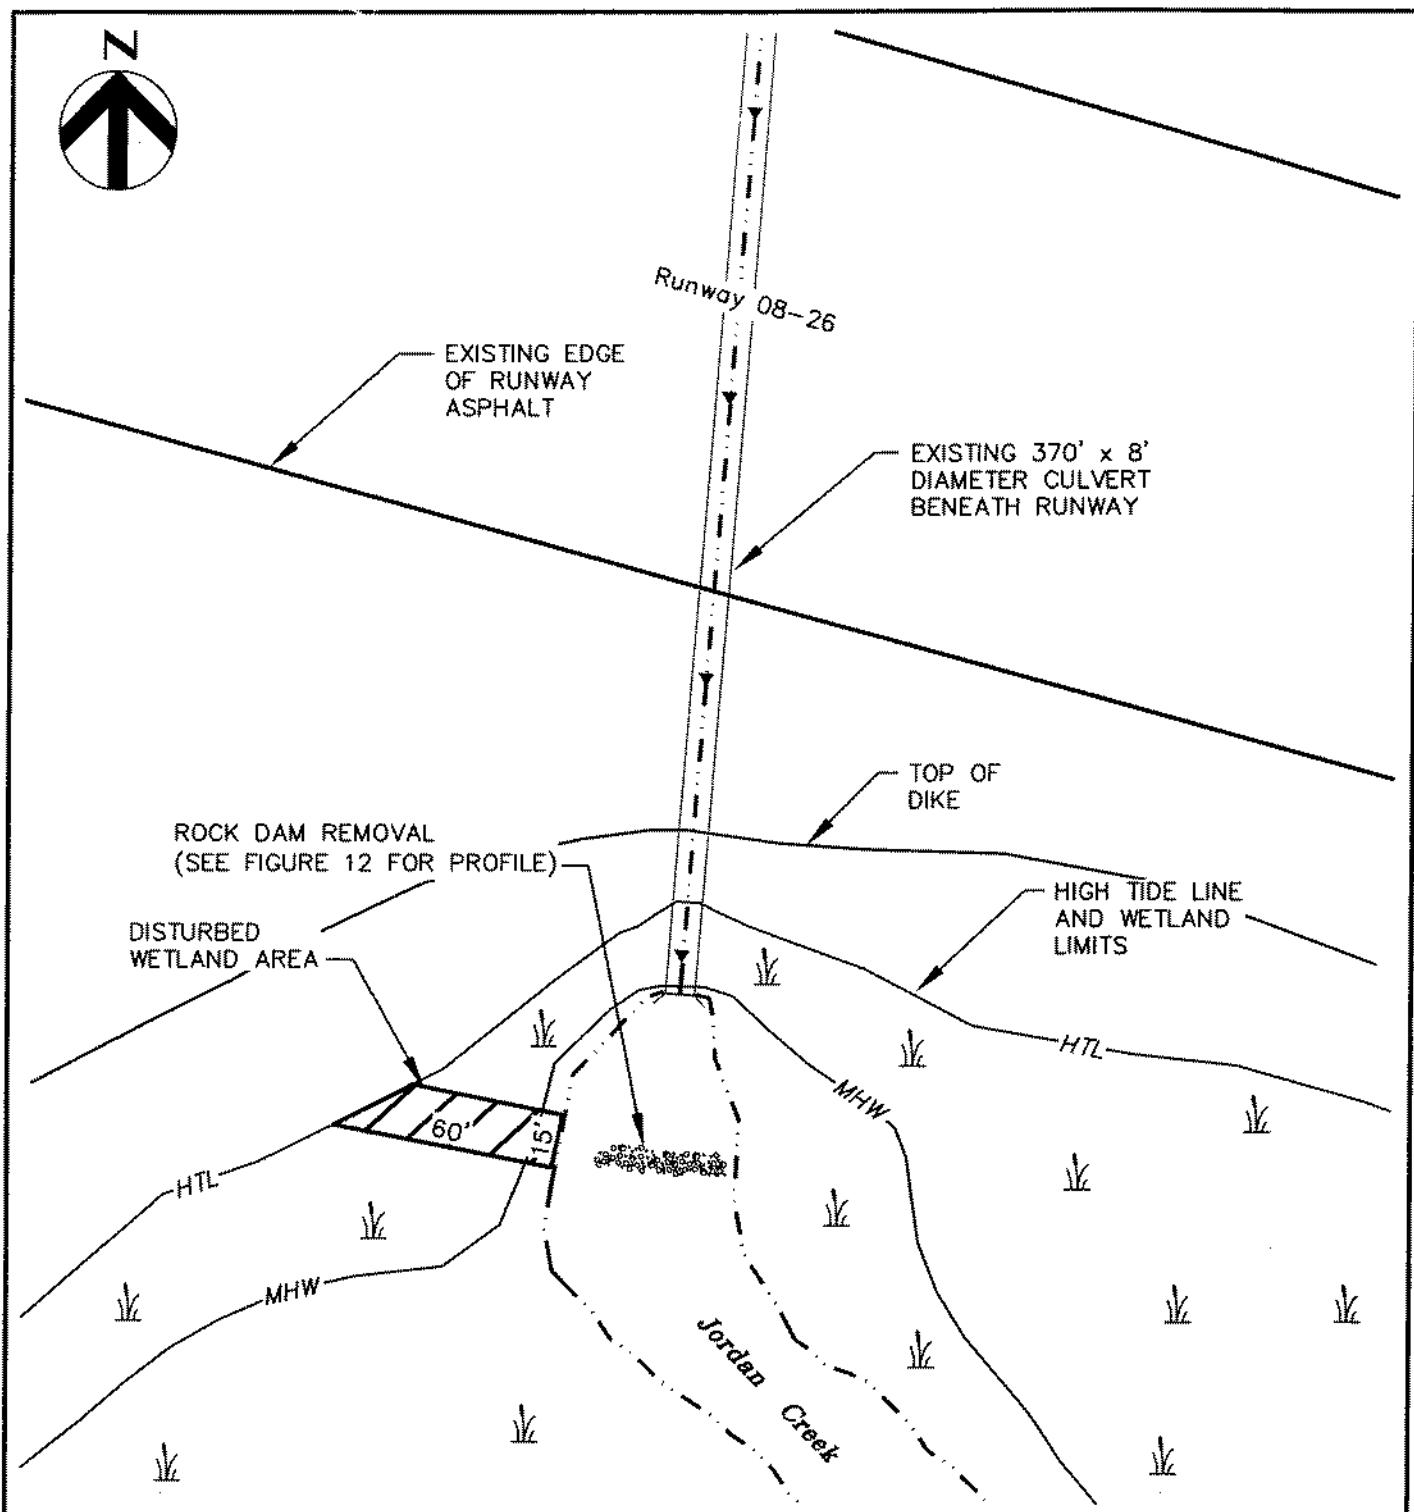 N
Runway 08-26
EXISTING EDGE
OF RUNWAY
ASPHALT
EXISTING 370' x 8'
DIAMETER CULVERT
BENEATH RUNWAY
TOP OF
DIKE
ROCK DAM REMOVAL
(SEE FIGURE 12 FOR PROFILE)
HIGH TIDE LINE
AND WETLAND
LIMITS
DISTURBED
WETLAND AREA
HTL
MHW
60'
15'
HTL
MHW
Jordan Creek